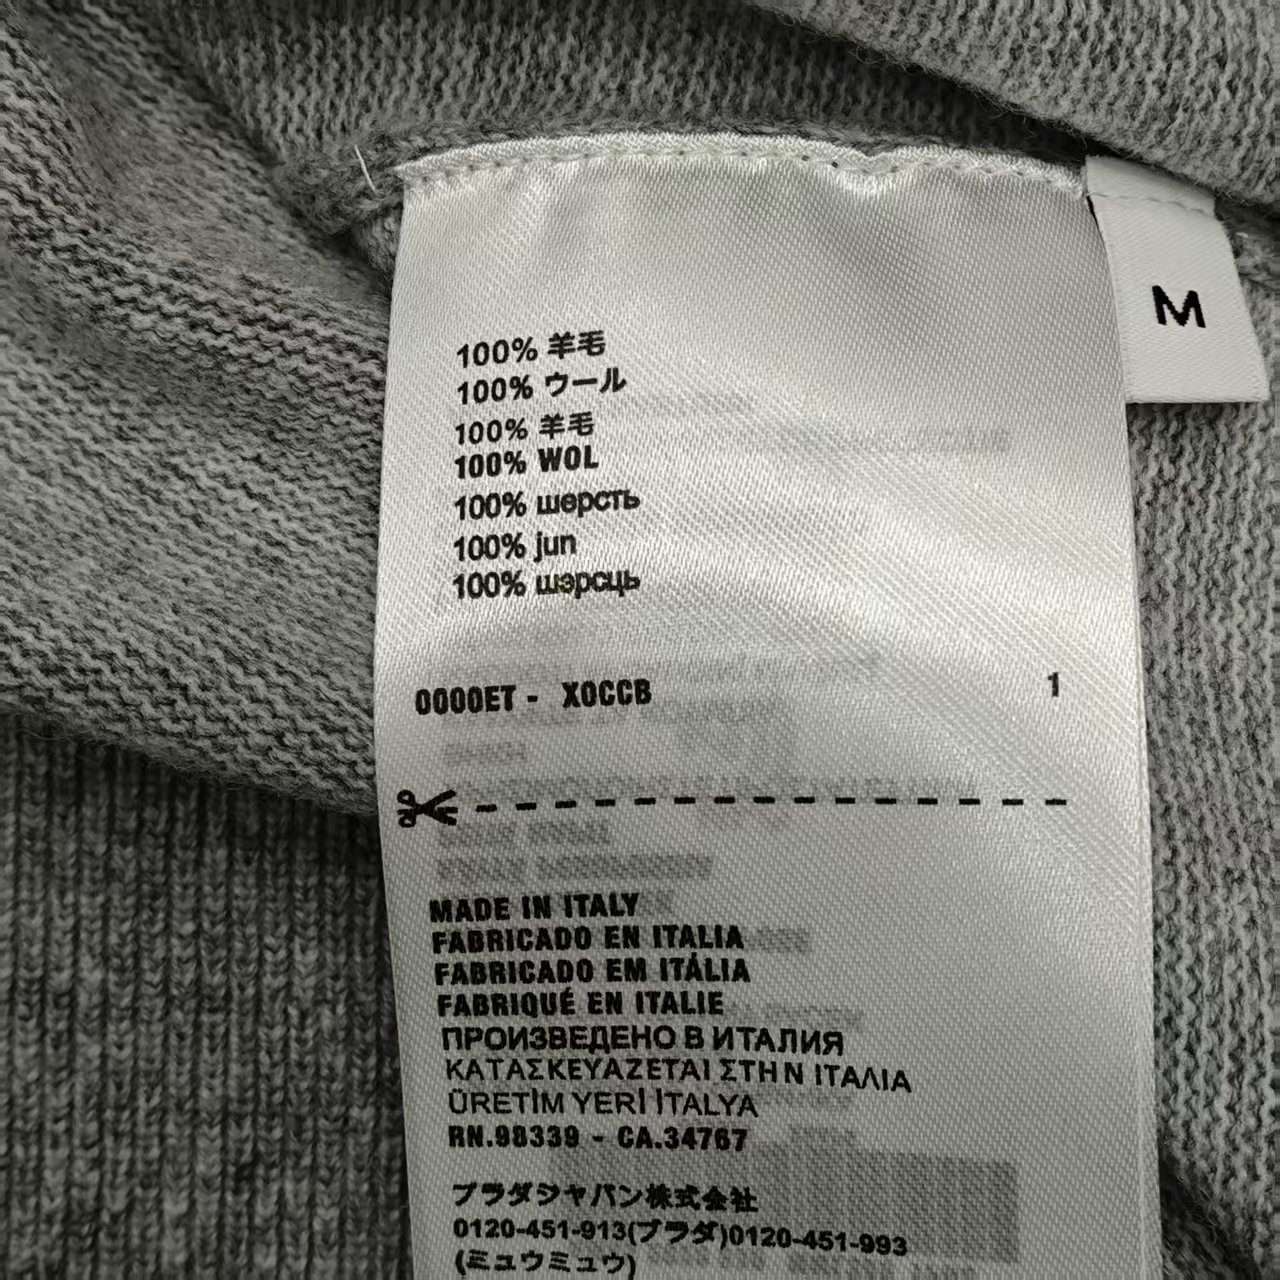 M
100% 羊毛
100% ウール
100% 羊毛
100% WOL
100% шерсть
100% jun
100% шэрсць
0000ET - X0CCB 1
MADE IN ITALY
FABRICADO EN ITALIA
FABRICADO EM ITÁLIA
FABRIQUÉ EN ITALIE
ПРОИЗВЕДЕНО В ИТАЛИЯ
ΚΑΤΑΣΚΕΥΑΖΕΤΑΙ ΣΤΗΝ ΙΤΑΛΙΑ
ÜRETİM YERİ İTALYA
RN.98339 - CA.34767
プラダジャパン株式会社
0120-451-913(プラダ)0120-451-993
(ミュウミュウ)